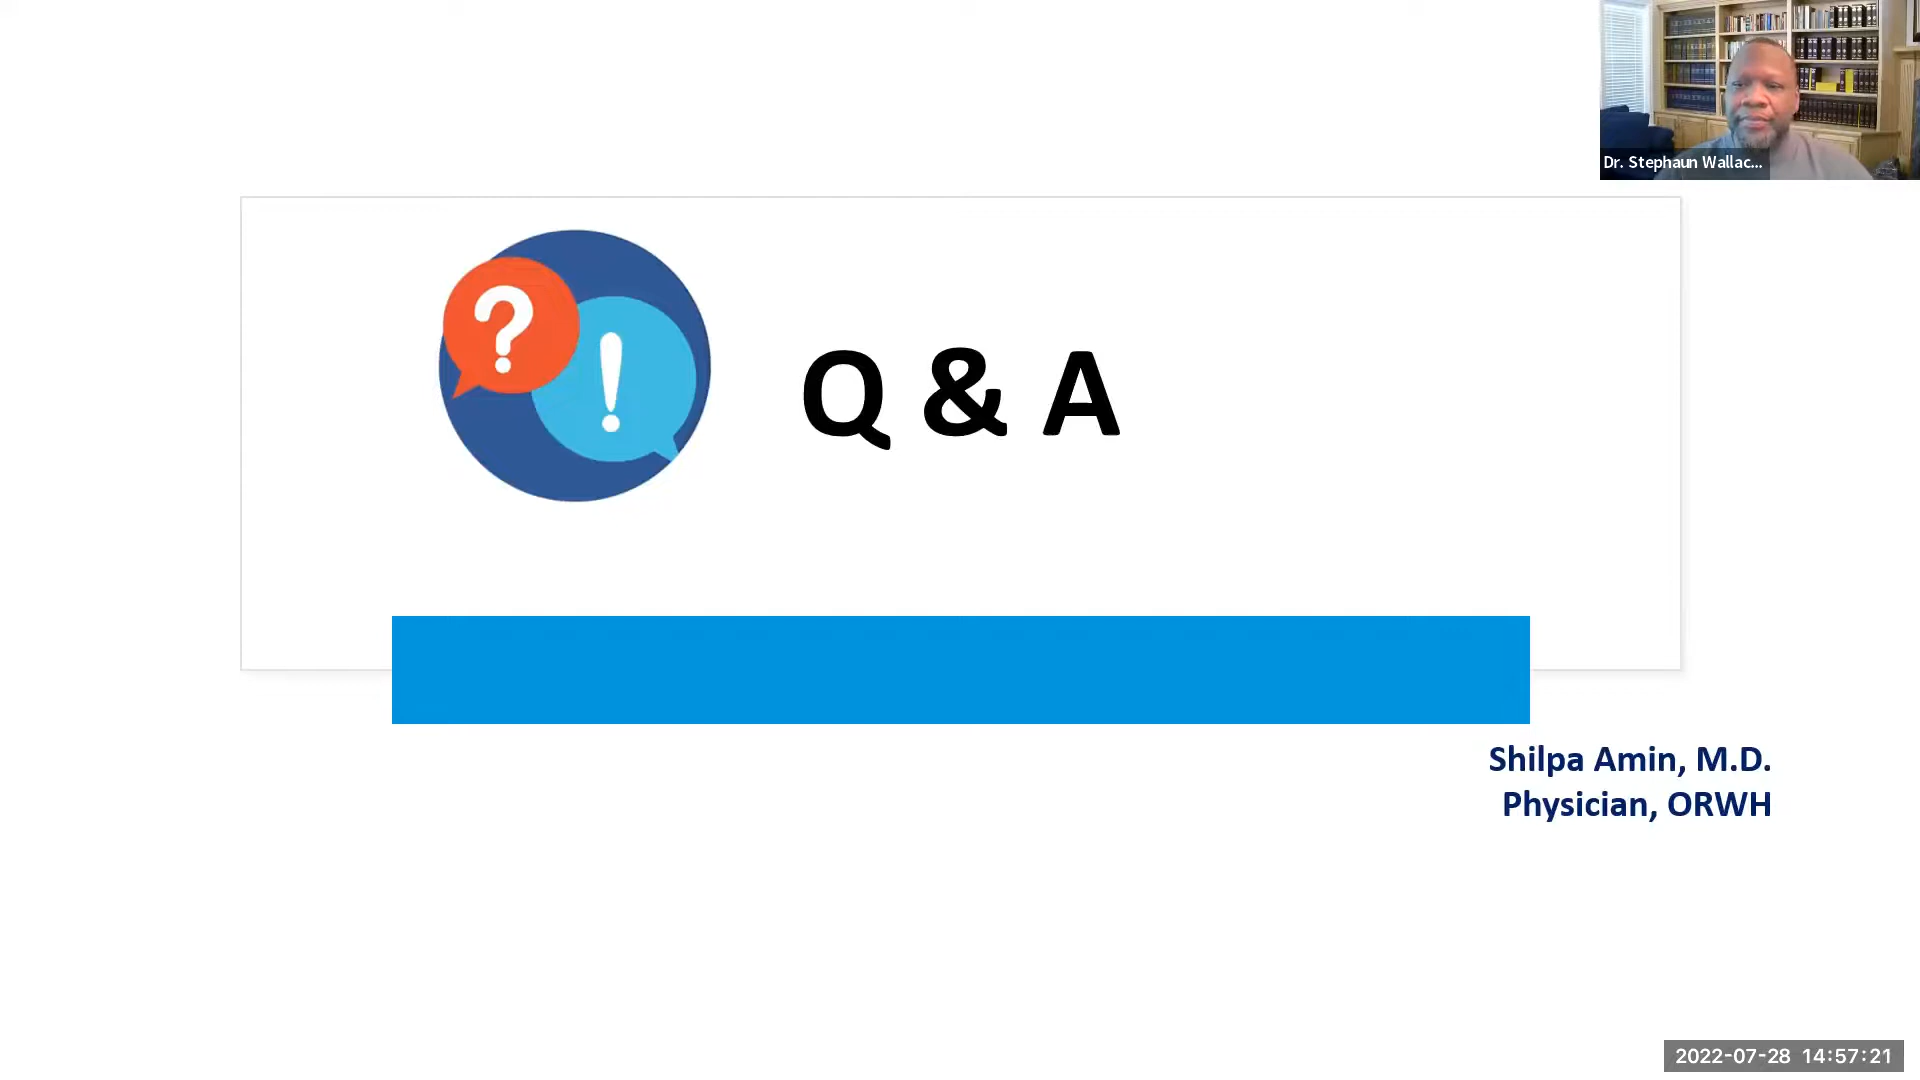 Dr. Stephaun Wallac...
?
!
Q & A
Shilpa Amin, M.D.
Physician, ORWH
2022-07-28 14:57:21